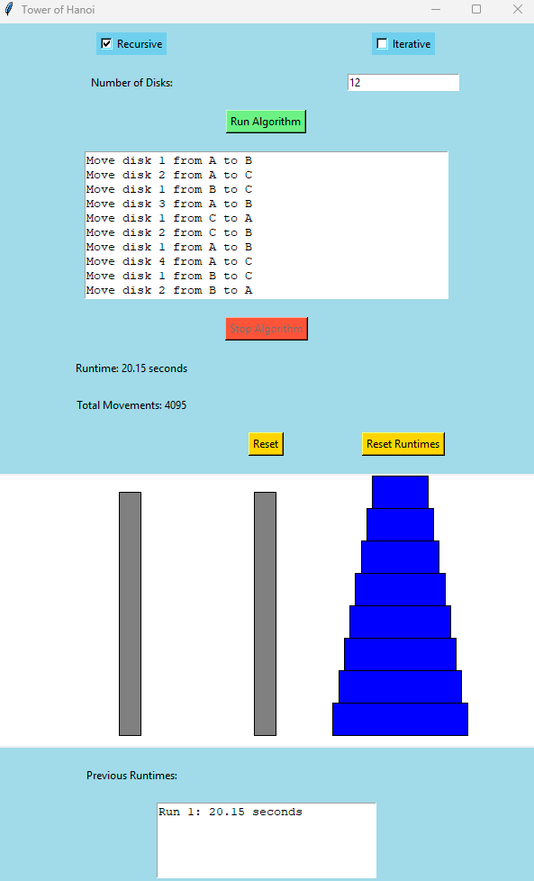 Tower of Hanoi
Recursive
Iterative
Number of Disks:
12
Run Algorithm
Move disk 1 from A to B
Move disk 2 from A to C
Move disk 1 from B to C
Move disk 3 from A to B
Move disk 1 from C to A
Move disk 2 from C to B
Move disk 1 from A to B
Move disk 4 from A to C
Move disk 1 from B to C
Move disk 2 from B to A
Stop Algorithm
Runtime: 20.15 seconds
Total Movements: 4095
Reset
Reset Runtimes
Previous Runtimes:
Run 1: 20.15 seconds